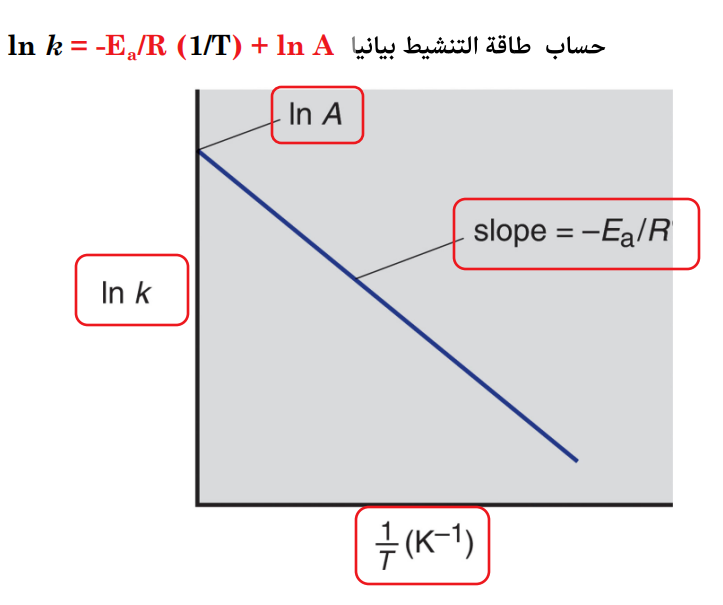 ln k = -Eₐ/R (1/T) + ln A حساب طاقة التنشيط بيانيا
ln A
slope = –Eₐ/R
ln k
1/T (K⁻¹)